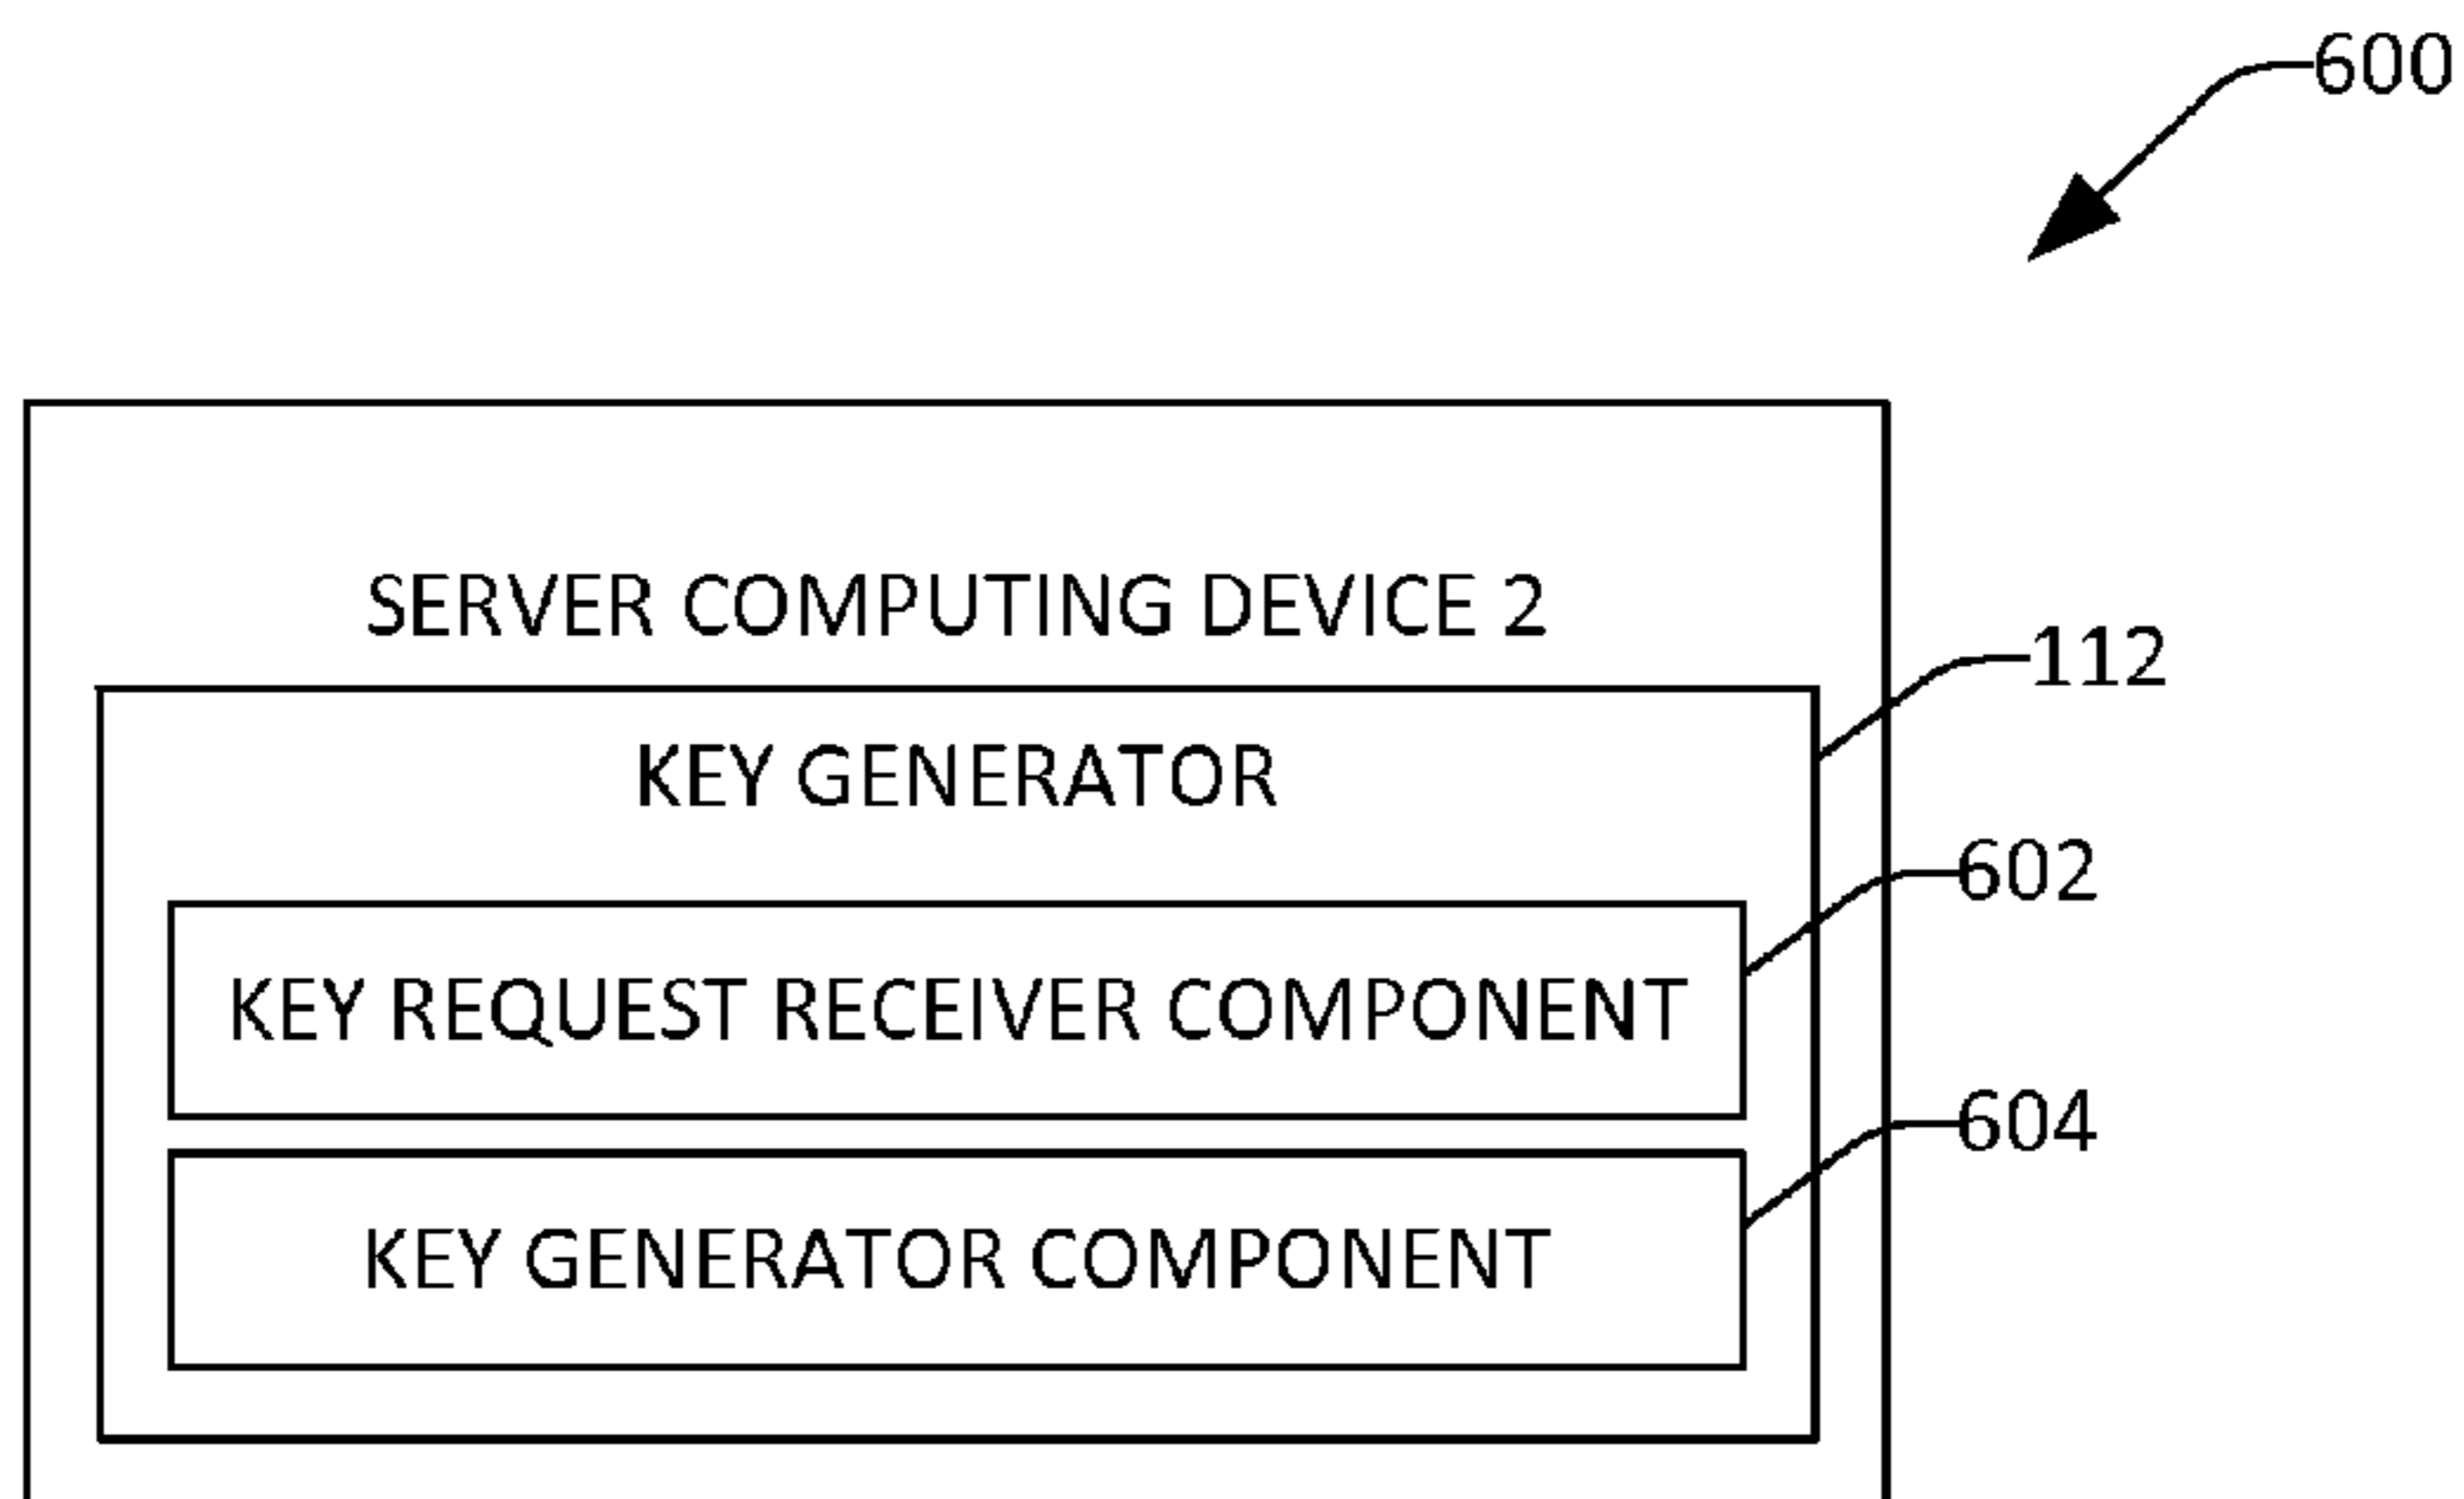 600
SERVER COMPUTING DEVICE 2
112
KEY GENERATOR
602
KEY REQUEST RECEIVER COMPONENT
604
KEY GENERATOR COMPONENT